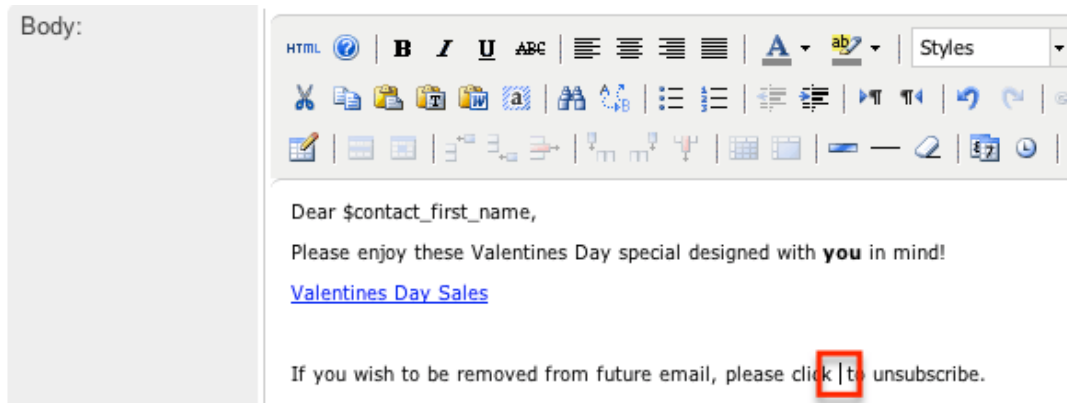 Body:
HTML B I U ABC A ab Styles
Dear $contact_first_name,
Please enjoy these Valentines Day special designed with you in mind!
Valentines Day Sales
If you wish to be removed from future email, please click to unsubscribe.